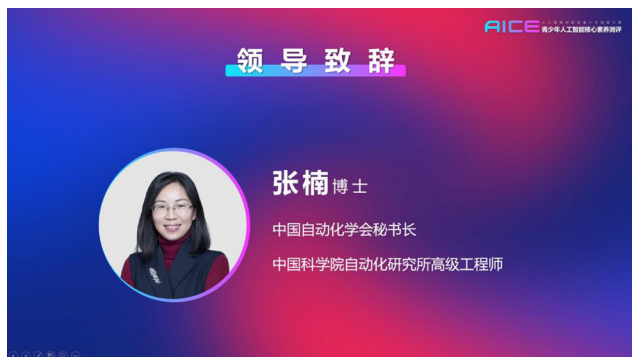 AICE 青少年人工智能核心素养测评
领导致辞
张楠博士
中国自动化学会秘书长
中国科学院自动化研究所高级工程师